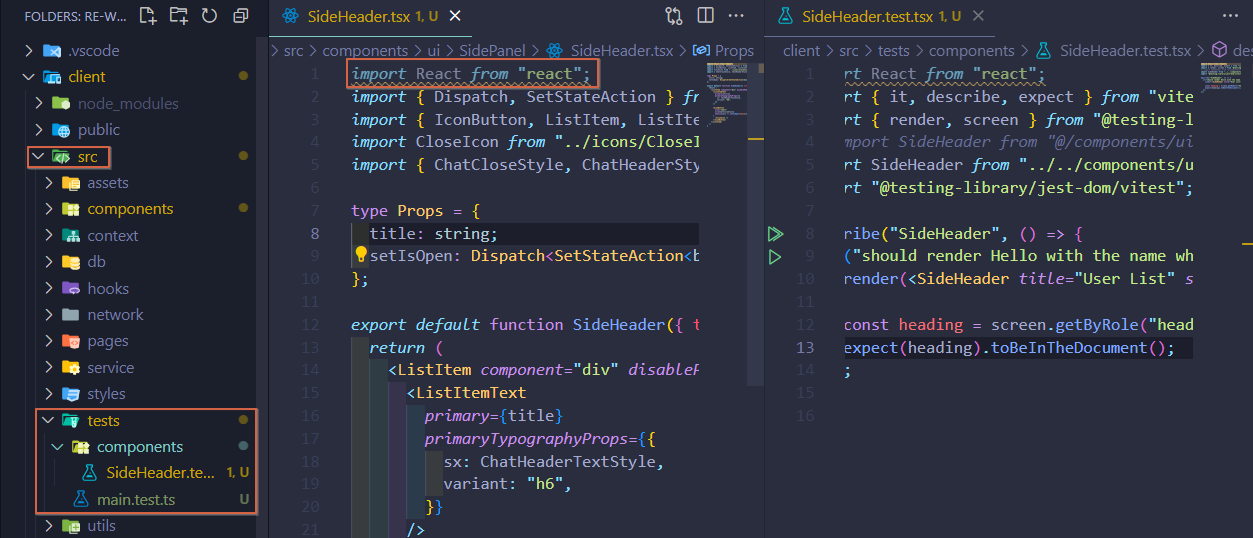 FOLDERS: RE-W...
.vscode
client
node_modules
public
src
assets
components
context
db
hooks
network
pages
service
styles
tests
components
SideHeader.te... 1, U
main.test.ts U
utils
SideHeader.tsx 1, U
src > components > ui > SidePanel > SideHeader.tsx > Props
1 import React from "react";
2 import { Dispatch, SetStateAction } fr
3 import { IconButton, ListItem, ListIte
4 import CloseIcon from "../icons/CloseI
5 import { ChatCloseStyle, ChatHeaderSty
6
7 type Props = {
8 title: string;
9 setIsOpen: Dispatch<SetStateAction<b
10 };
11
12 export default function SideHeader({ t
13 return (
14 <ListItem component="div" disableP
15 <ListItemText
16 primary={title}
17 primaryTypographyProps={{
18 sx: ChatHeaderTextStyle,
19 variant: "h6",
20 }}
21 />
SideHeader.test.tsx 1, U
client > src > tests > components > SideHeader.test.tsx > des
1 rt React from "react";
2 rt { it, describe, expect } from "vite
3 rt { render, screen } from "@testing-l
4 mport SideHeader from "@/components/ui
5 rt SideHeader from "../../components/u
6 rt "@testing-library/jest-dom/vitest";
7
8 ribe("SideHeader", () => {
9 ("should render Hello with the name wh
10 render(<SideHeader title="User List" s
11
12 const heading = screen.getByRole("head
13 expect(heading).toBeInTheDocument();
14 ;
15
16